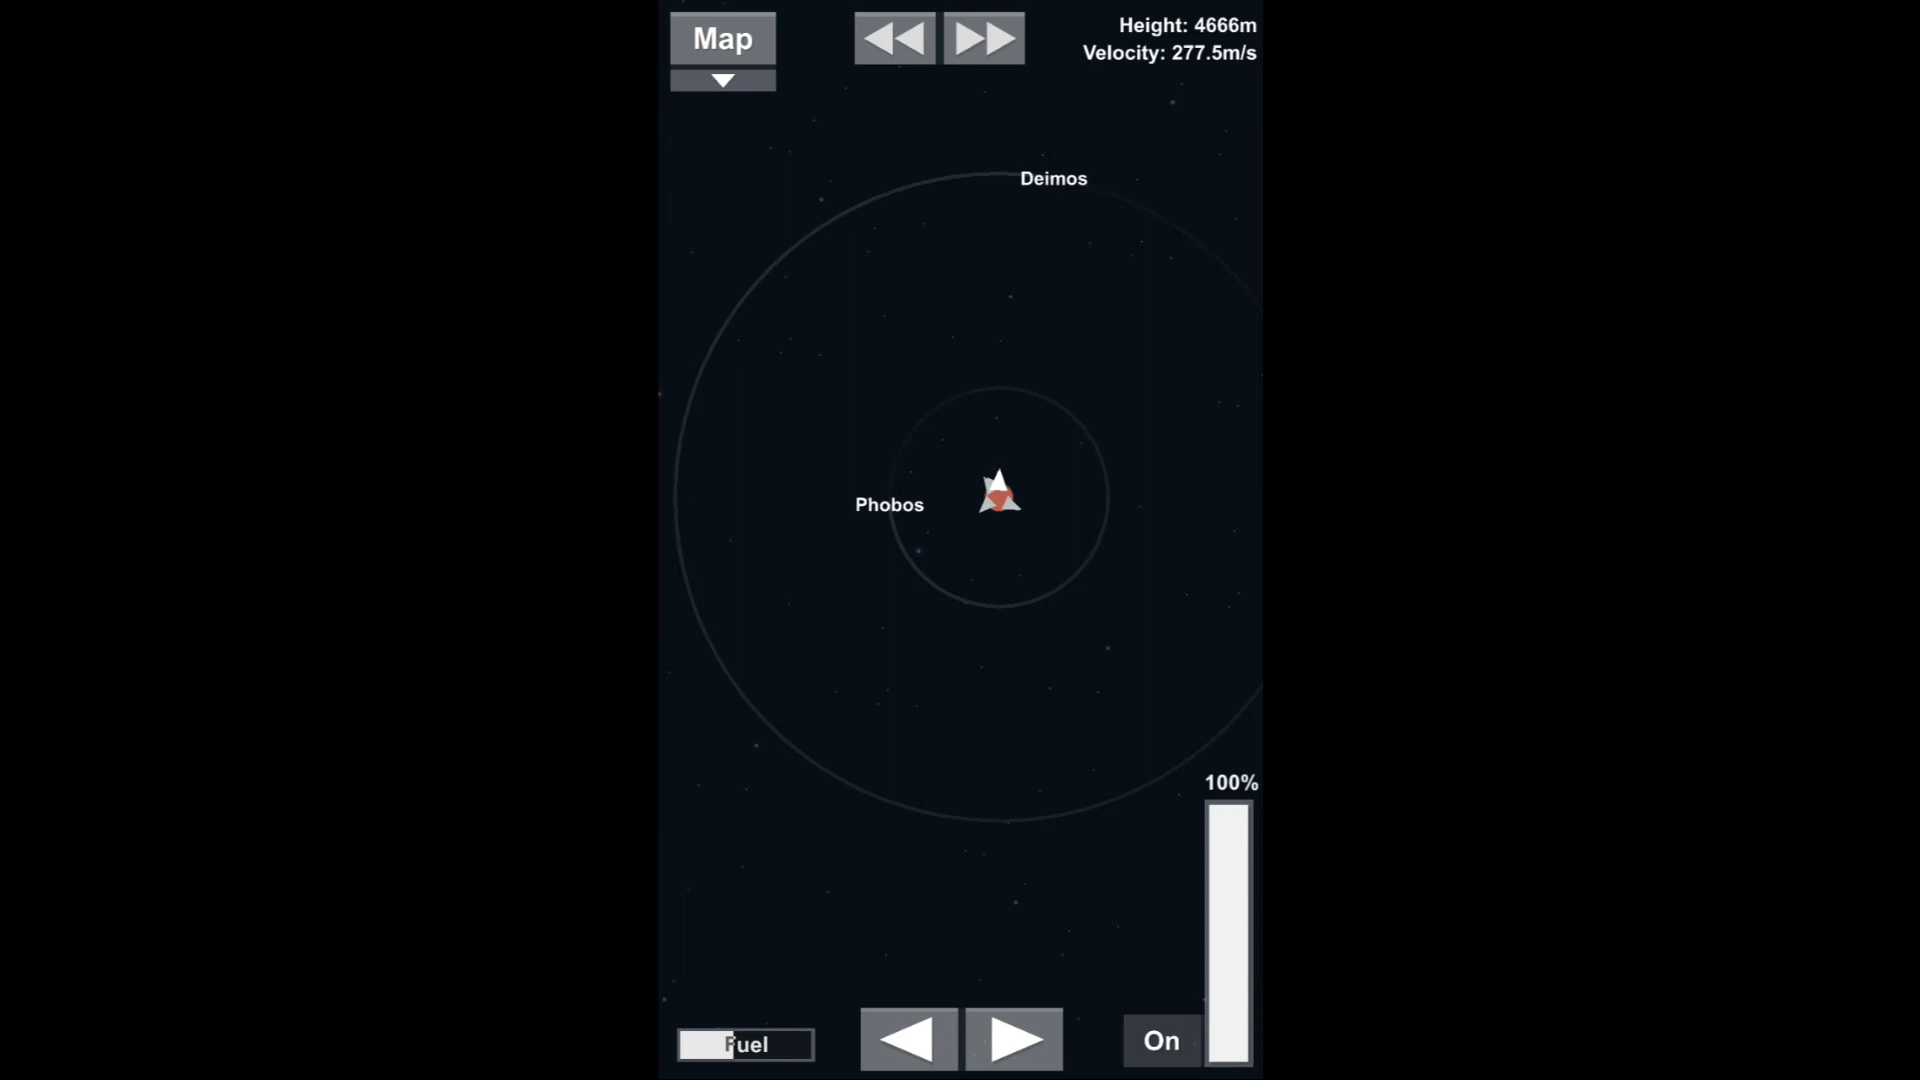 Map
Height: 4666m
Velocity: 277.5m/s
Deimos
Phobos
100%
Fuel
On